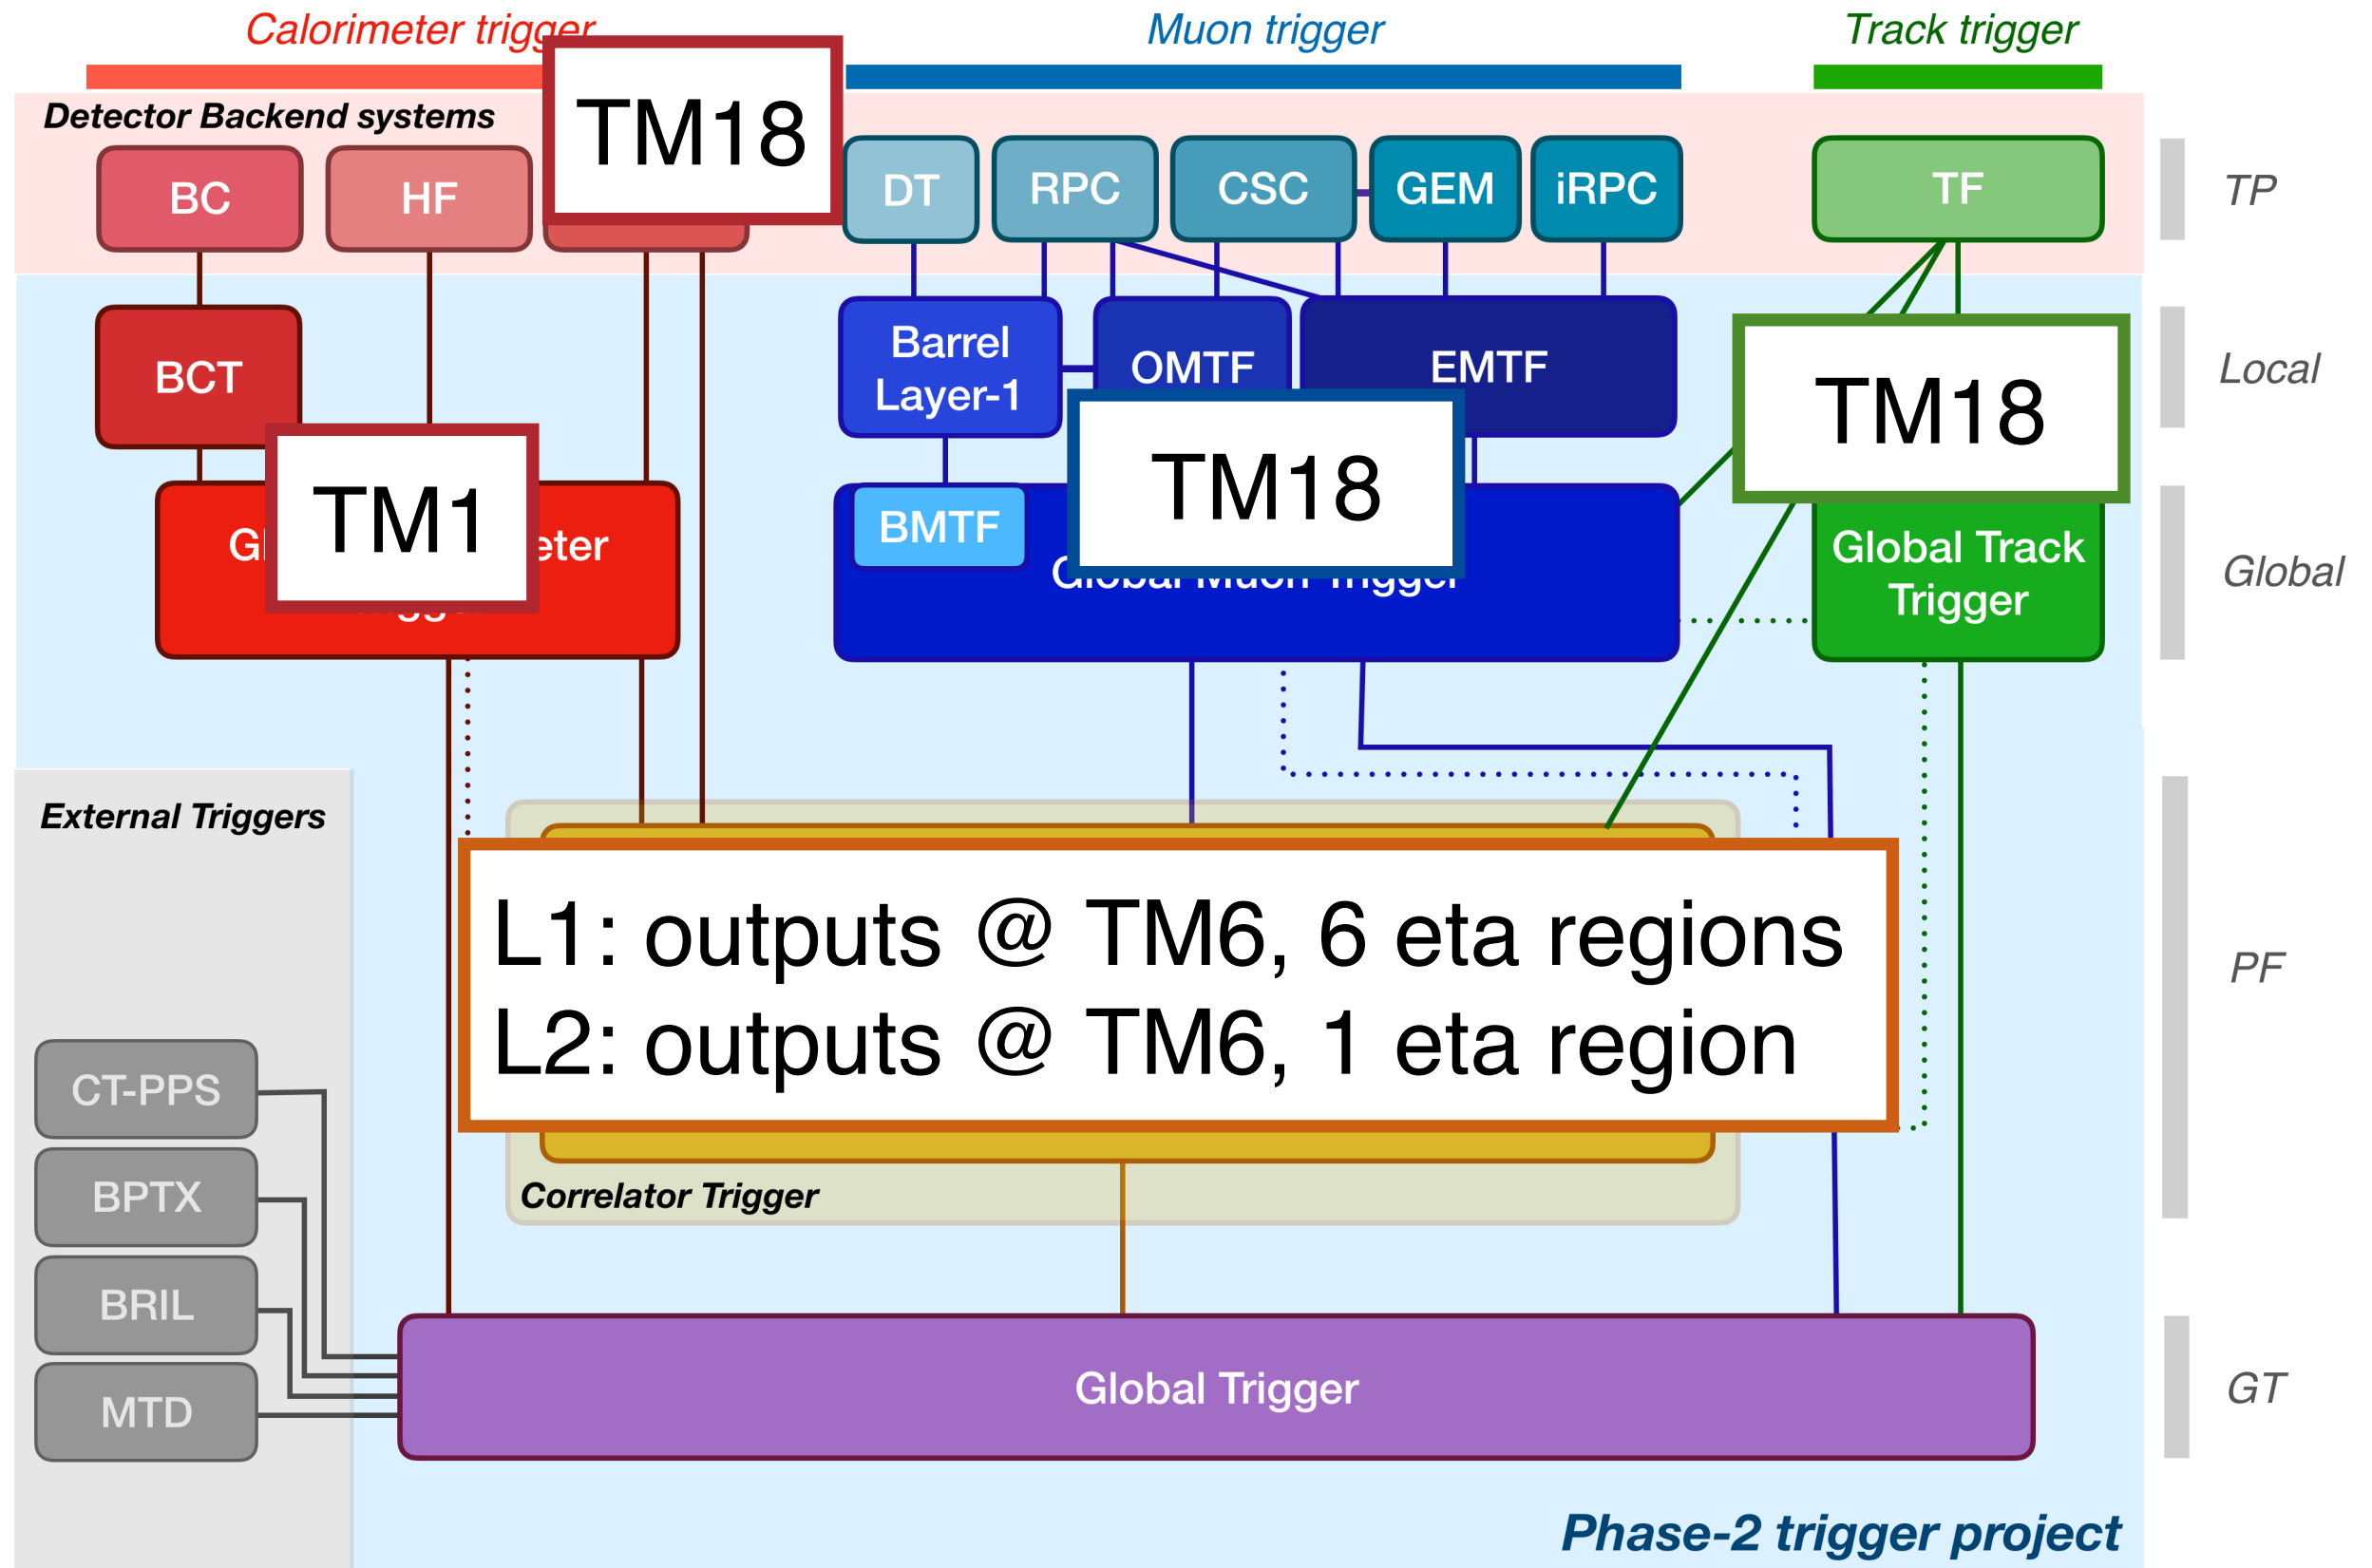 Calorimeter trigger
Muon trigger
Track trigger
Detector Backend systems
TM18
BC
HF
DT
RPC
CSC
GEM
iRPC
TF
TP
BCT
Barrel
Layer-1
OMTF
EMTF
TM18
Local
TM1
TM18
BMTF
Global Muon Trigger
Global Track
Trigger
Global
External Triggers
L1: outputs @ TM6, 6 eta regions
L2: outputs @ TM6, 1 eta region
PF
Correlator Trigger
CT-PPS
BPTX
BRIL
MTD
Global Trigger
GT
Phase-2 trigger project